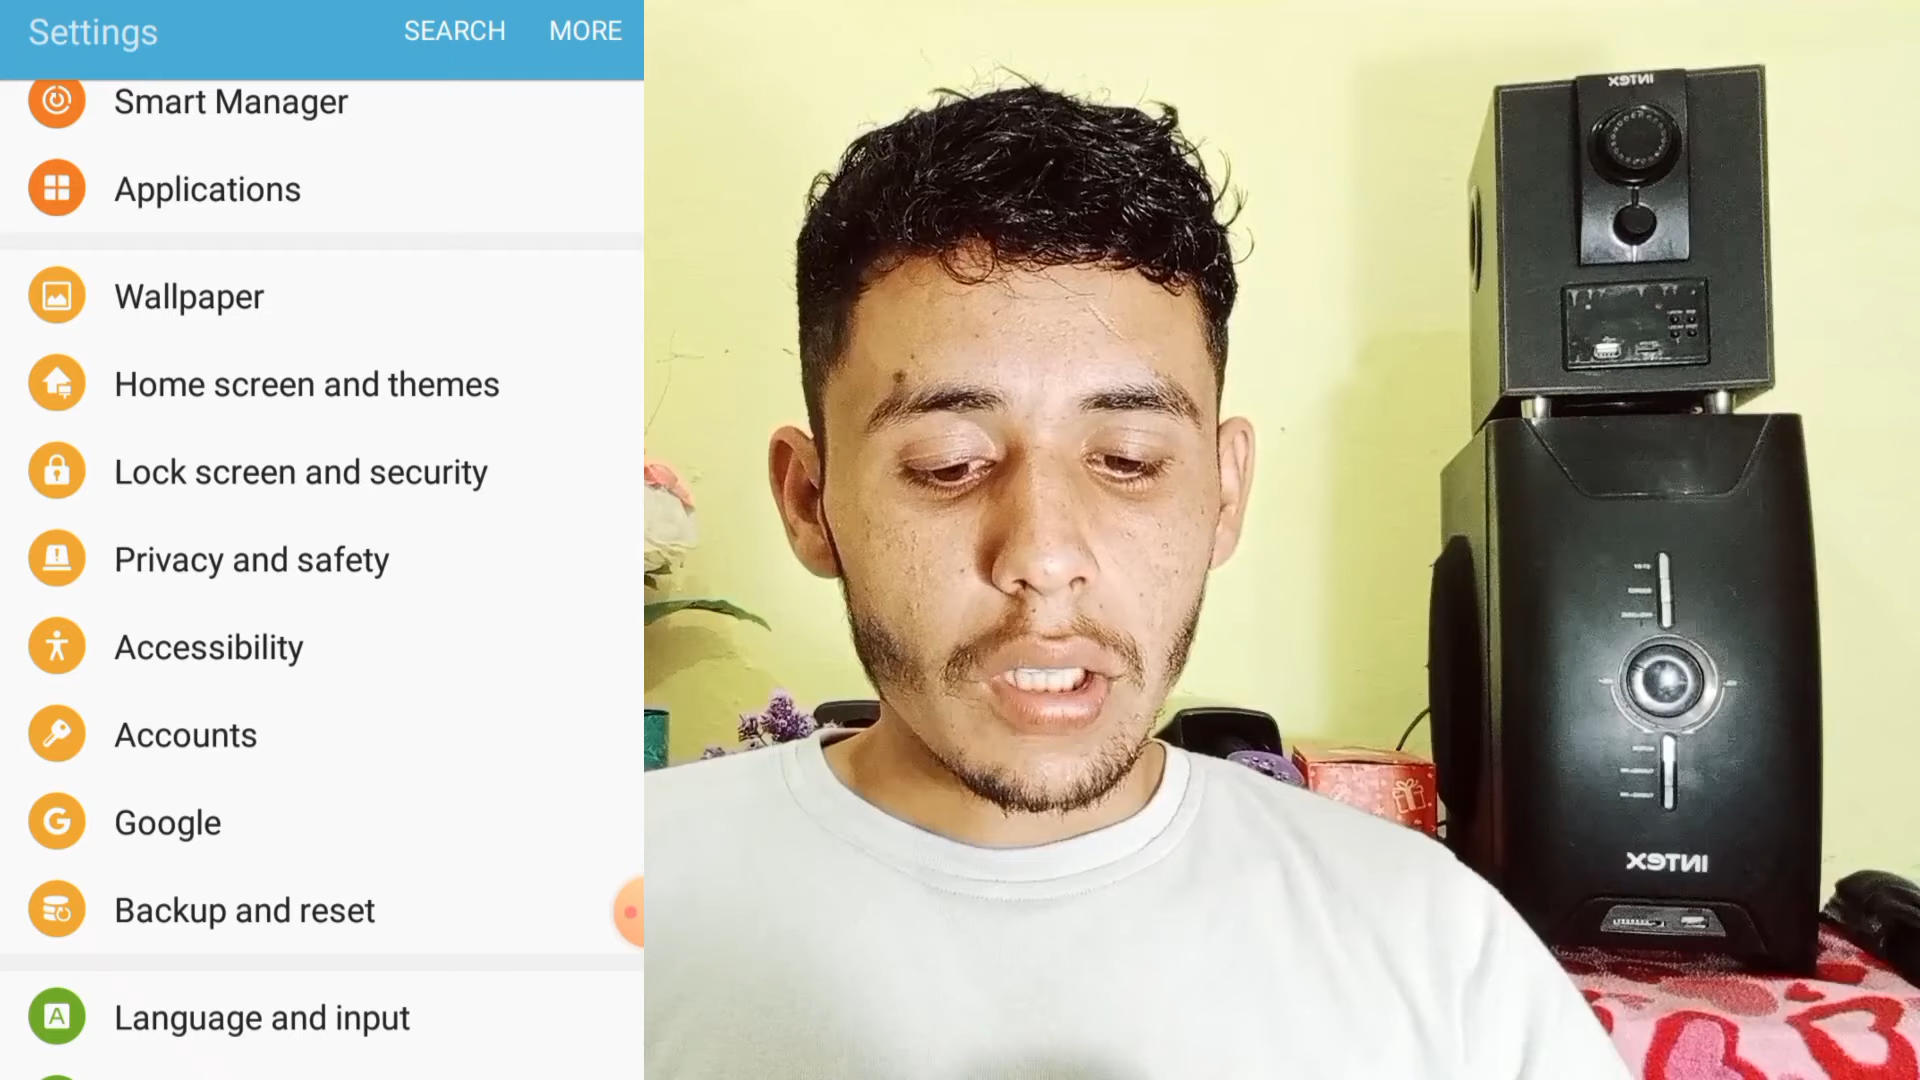 Settings
SEARCH
MORE
Smart Manager
Applications
Wallpaper
Home screen and themes
Lock screen and security
Privacy and safety
Accessibility
Accounts
Google
Backup and reset
Language and input
INTEX
INTEX